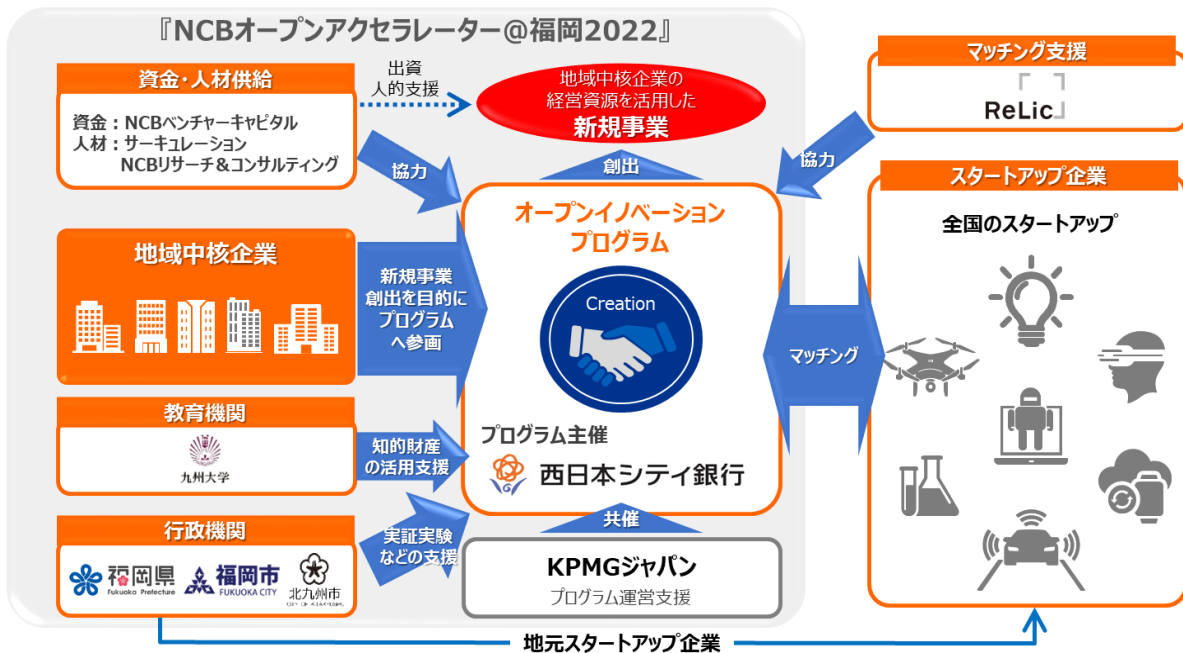 『NCBオープンアクセラレーター@福岡2022』
資金・人材供給
資金：NCBベンチャーキャピタル
人材：サーキュレーション
NCBリサーチ&コンサルティング
出資
人的支援
地域中核企業の
経営資源を活用した
新規事業
マッチング支援
ReLic
協力
創出
協力
地域中核企業
新規事業
創出を目的に
プログラム
へ参画
オープンイノベーション
プログラム
Creation
プログラム主催
西日本シティ銀行
マッチング
スタートアップ企業
全国のスタートアップ
教育機関
九州大学
知的財産
の活用支援
行政機関
福岡県
Fukuoka Prefecture
福岡市
FUKUOKA CITY
北九州市
CITY OF KITAKYUSHU
実証実験
などの支援
共催
KPMGジャパン
プログラム運営支援
地元スタートアップ企業